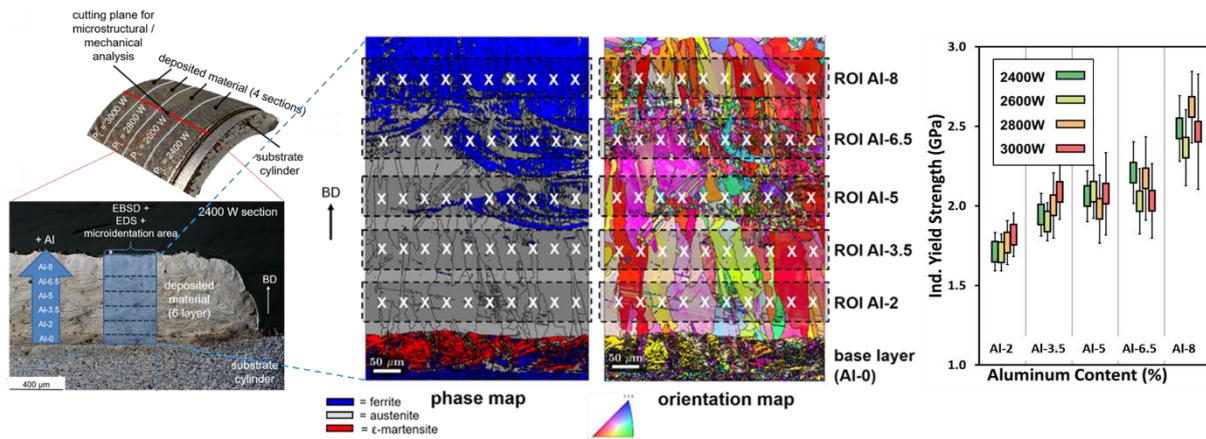 cutting plane for
microstructural /
mechanical
analysis
deposited material (4 sections)
PL = 3000 W
PL = 2800 W
PL = 2600 W
PL = 2400 W
substrate
cylinder
2400 W section
EBSD +
EDS +
microidentation area
+ Al
Al-8
Al-6.5
Al-5
Al-3.5
Al-2
Al-0
deposited
material
(6 layer)
BD
substrate
cylinder
400 µm
BD
X X X X X X X X X X
X X X X X X X X X X
X X X X X X X X X X
X X X X X X X X X X
X X X X X X X X X X
50 µm
phase map
= ferrite
= austenite
= ε-martensite
X X X X X X X X X X
X X X X X X X X X X
X X X X X X X X X X
X X X X X X X X X X
X X X X X X X X X X
50 µm
orientation map
ROI Al-8
ROI Al-6.5
ROI Al-5
ROI Al-3.5
ROI Al-2
base layer
(Al-0)
Ind. Yield Strength (GPa)
3.0
2.5
2.0
1.5
1.0
2400W
2600W
2800W
3000W
Al-2 Al-3.5 Al-5 Al-6.5 Al-8
Aluminum Content (%)